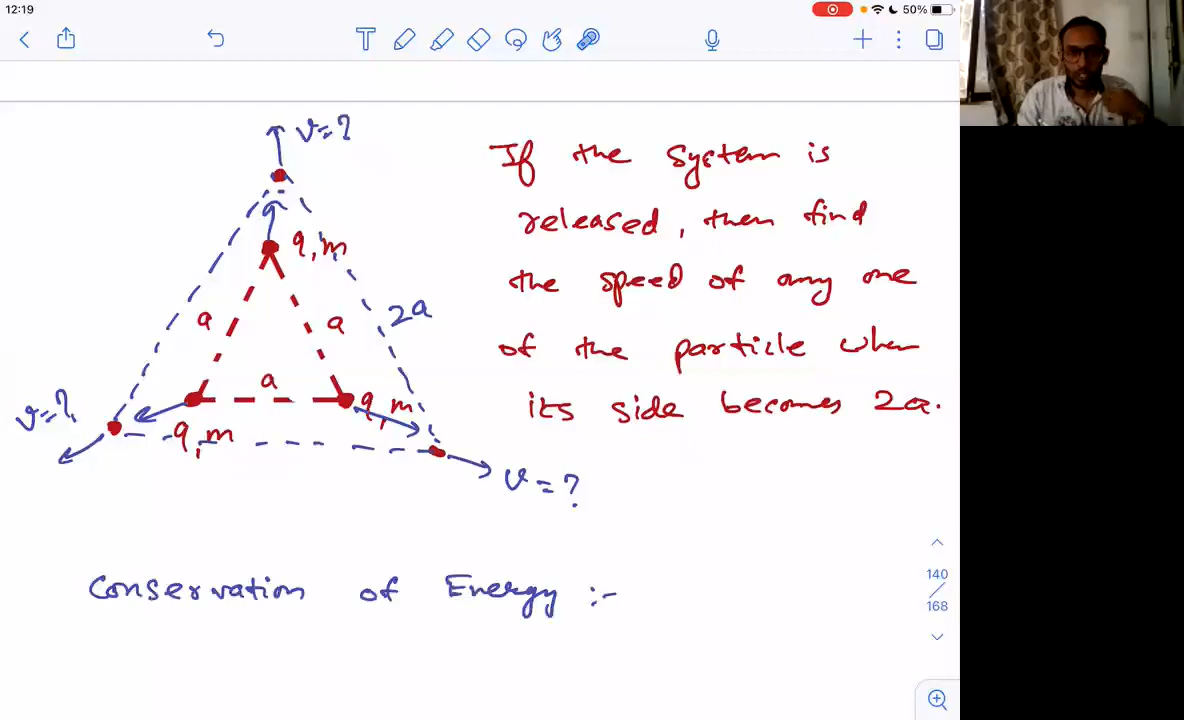 12:19
50%
T
v=?
If the system is
released, then find
q, m
the speed of any one
2a
a
a
of the particle when
a
its side becomes 2a.
v=?
q, m
q, m
v=?
140
168
Conservation of Energy :-